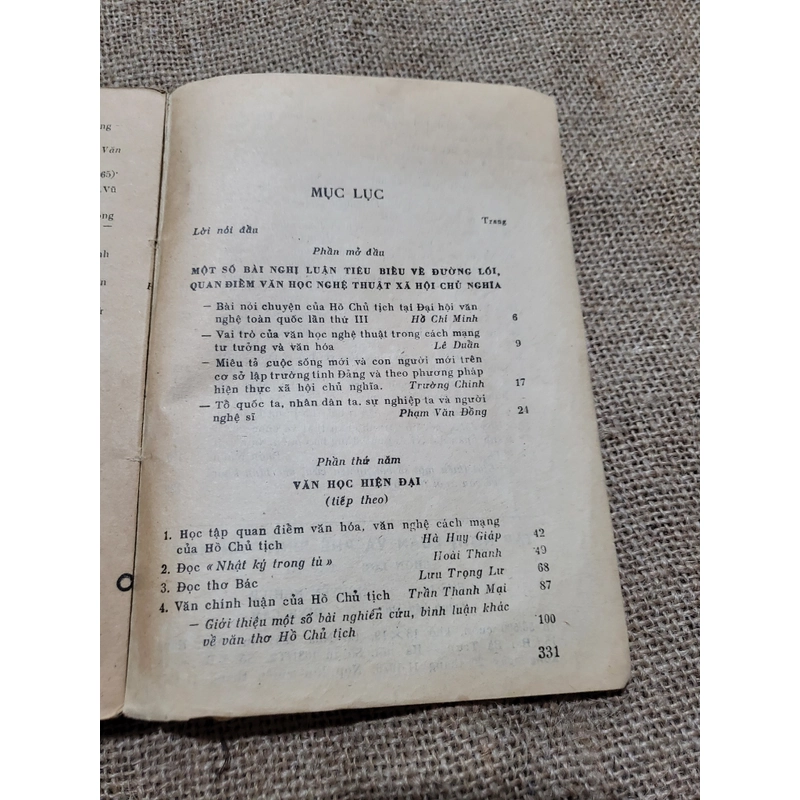 ng
Văn
65)·
Vũ
ng
—
nh
MỤC LỤC
Trang
Lời nói đầu
Phần mở đầu
MỘT SỐ BÀI NGHỊ LUẬN TIÊU BIỂU VỀ ĐƯỜNG LỐI,
QUAN ĐIỂM VĂN HỌC NGHỆ THUẬT XÃ HỘI CHỦ NGHĨA
— Bài nói chuyện của Hồ Chủ tịch tại Đại hội văn
nghệ toàn quốc lần thứ III Hồ Chí Minh 6
— Vai trò của văn học nghệ thuật trong cách mạng
tư tưởng và văn hóa Lê Duẩn 9
— Miêu tả cuộc sống mới và con người mới trên
cơ sở lập trường tính Đảng và theo phương pháp
hiện thực xã hội chủ nghĩa. Trường Chinh 17
— Tổ quốc ta, nhân dân ta. sự nghiệp ta và người
nghệ sĩ Phạm Văn Đồng 24
Phần thứ năm
VĂN HỌC HIỆN ĐẠI
(tiếp theo)
1. Học tập quan điểm văn hóa, văn nghệ cách mạng
của Hồ Chủ tịch Hà Huy Giáp 42
2. Đọc «Nhật ký trong tù» Hoài Thanh 49
3. Đọc thơ Bác Lưu Trọng Lư 68
4. Văn chính luận của Hồ Chủ tịch Trần Thanh Mại 87
— Giới thiệu một số bài nghiên cứu, bình luận khác
về văn thơ Hồ Chủ tịch 100
331